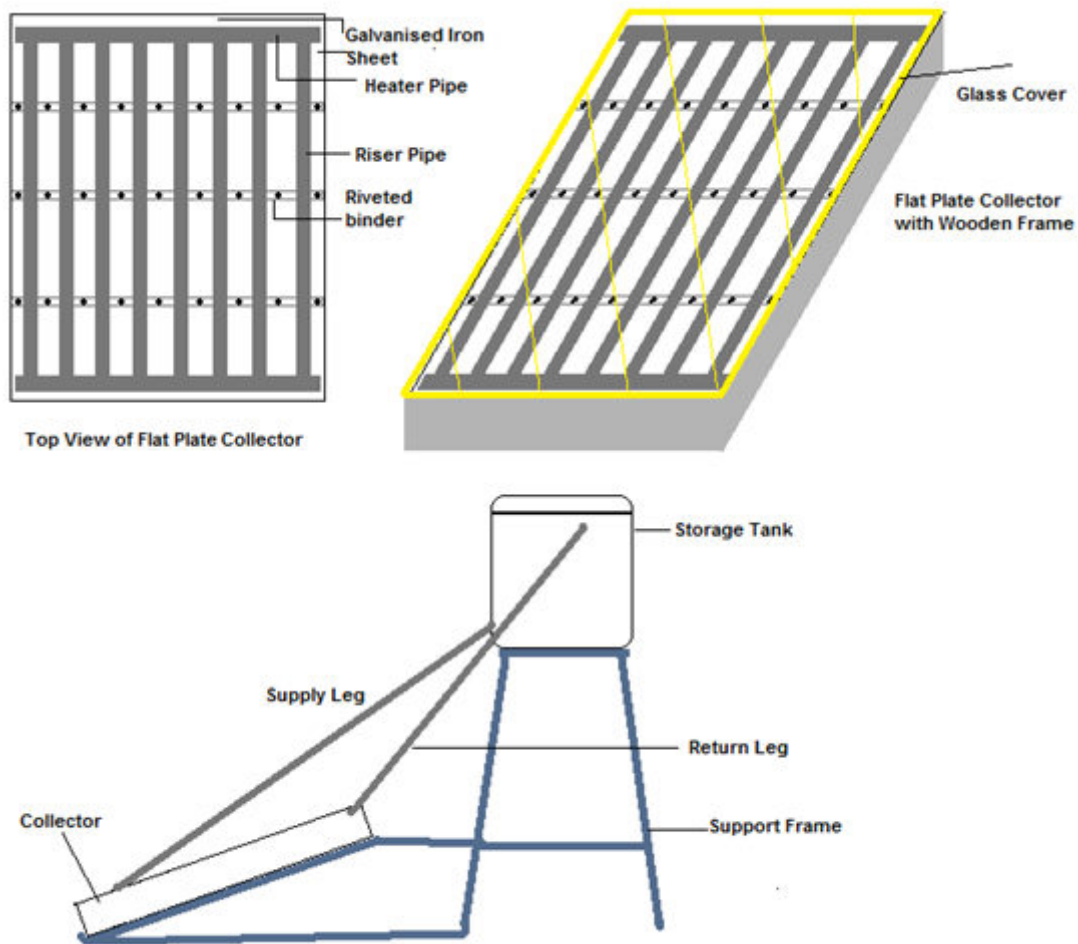 Galvanised Iron
Sheet
Heater Pipe
Riser Pipe
Riveted
binder
Top View of Flat Plate Collector
Glass Cover
Flat Plate Collector
with Wooden Frame
Storage Tank
Supply Leg
Return Leg
Collector
Support Frame